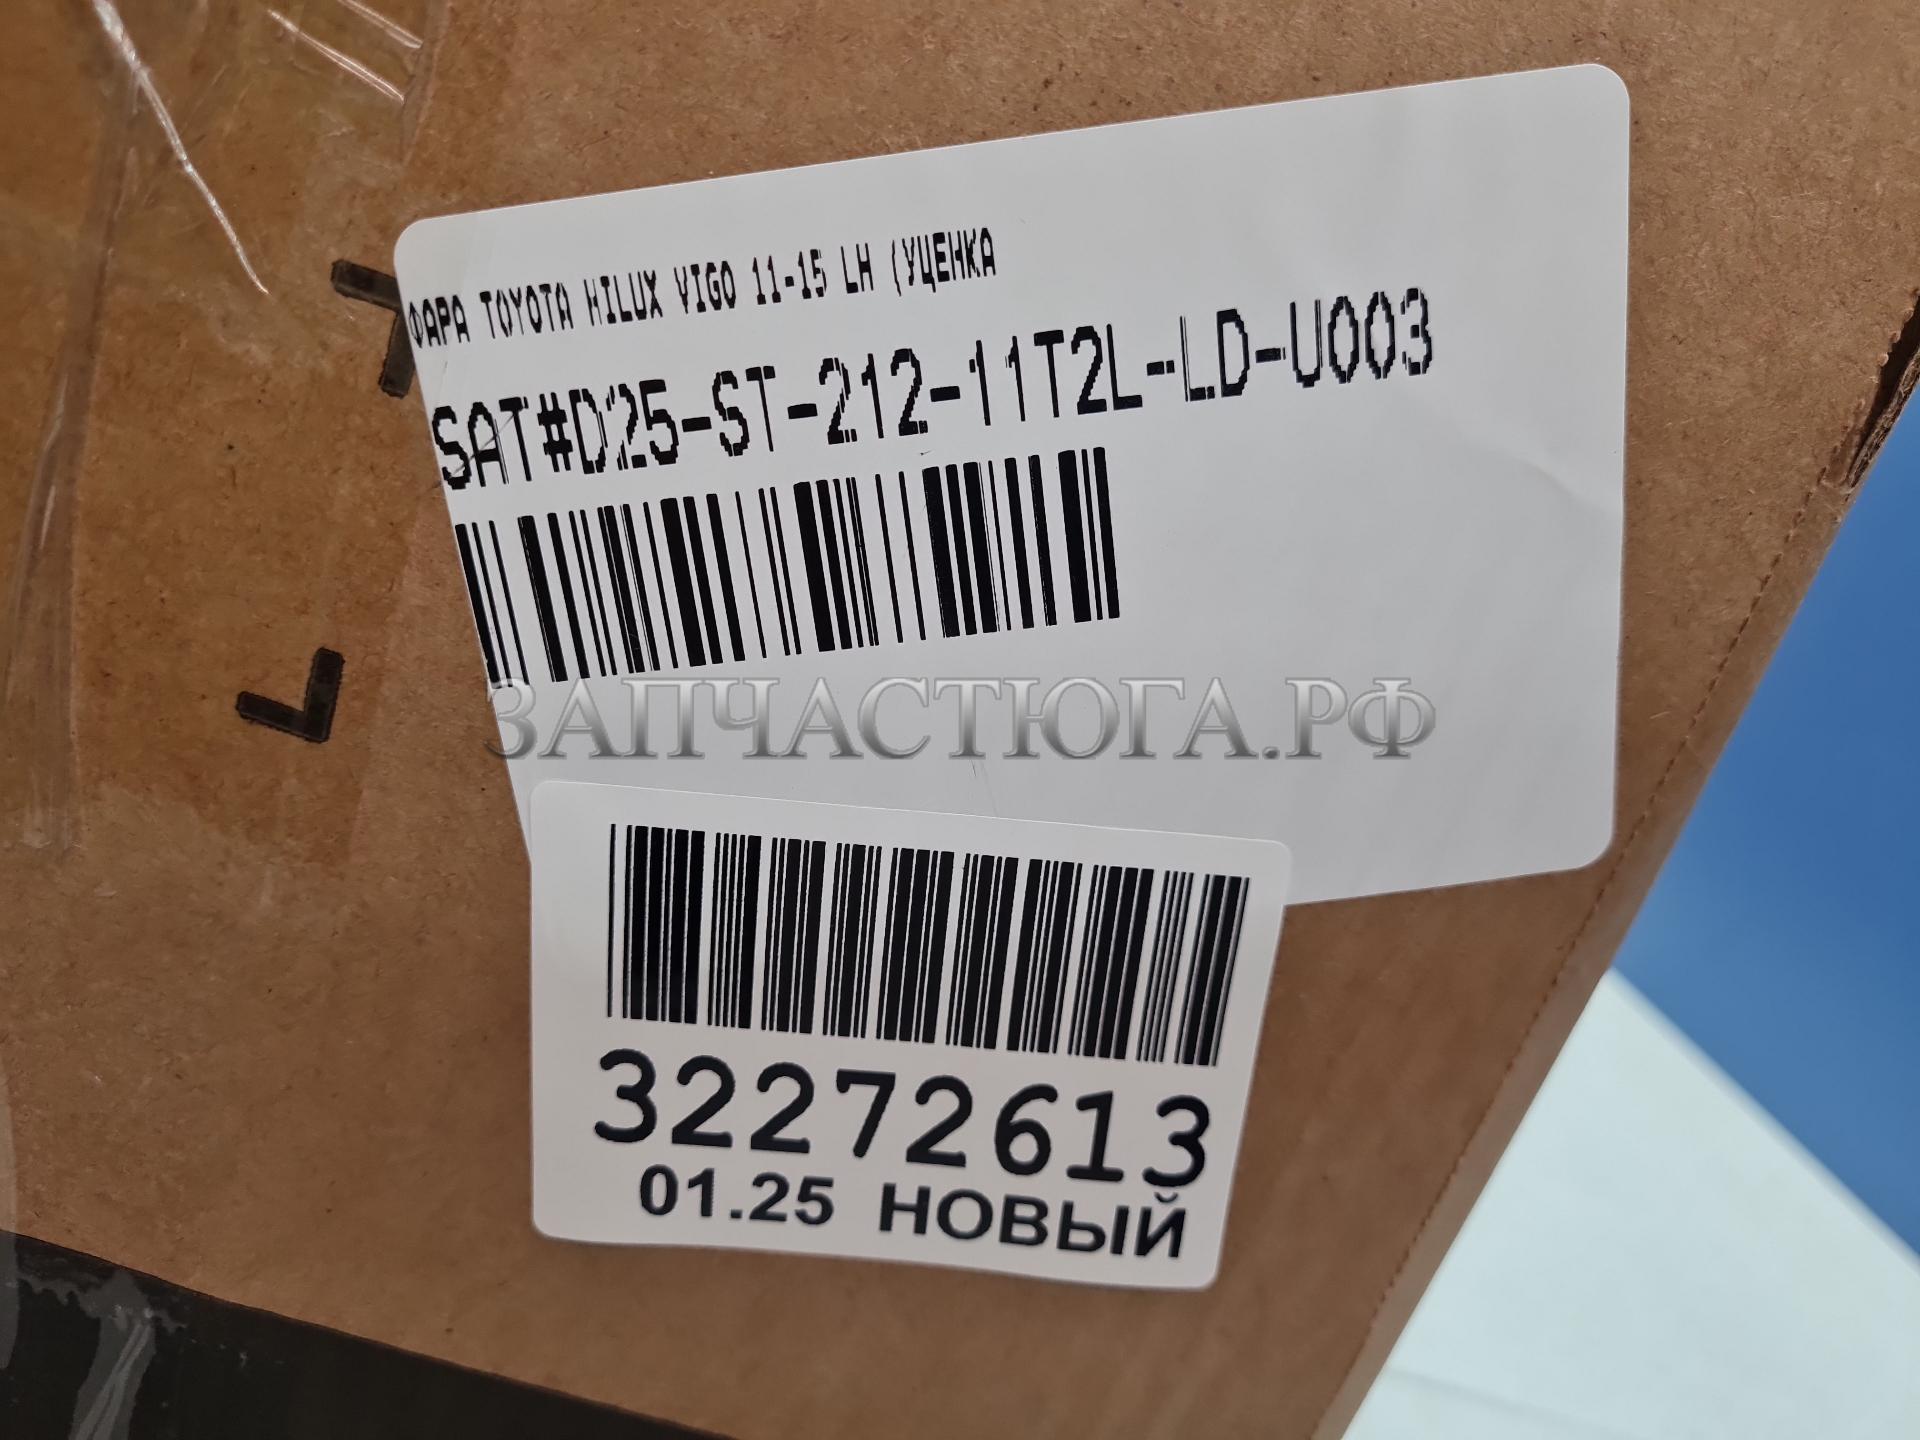 ФАРА TOYOTA HILUX VIGO 11-15 LH (УЦЕНКА
SAT#D25-ST-212-11T2L-LD-U003
ЗАПЧАСТЮГА.РФ
32272613
01.25 НОВЫЙ